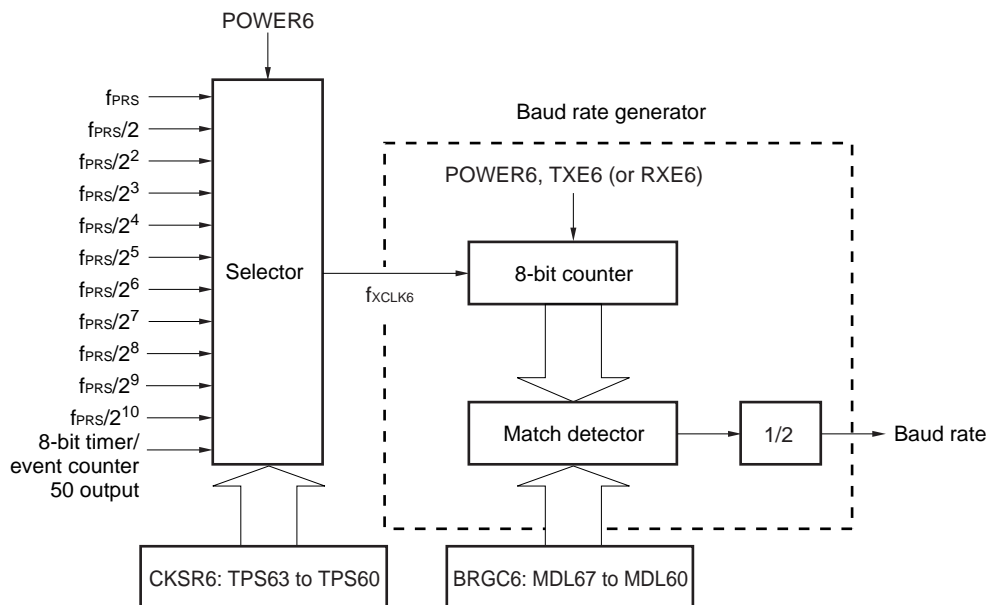 POWER6
fPRS
fPRS/2
fPRS/2²
fPRS/2³
fPRS/2⁴
fPRS/2⁵
fPRS/2⁶
fPRS/2⁷
fPRS/2⁸
fPRS/2⁹
fPRS/2¹⁰
8-bit timer/
event counter
50 output
Selector
fXCLK6
Baud rate generator
POWER6, TXE6 (or RXE6)
8-bit counter
Match detector
1/2
Baud rate
CKSR6: TPS63 to TPS60
BRGC6: MDL67 to MDL60